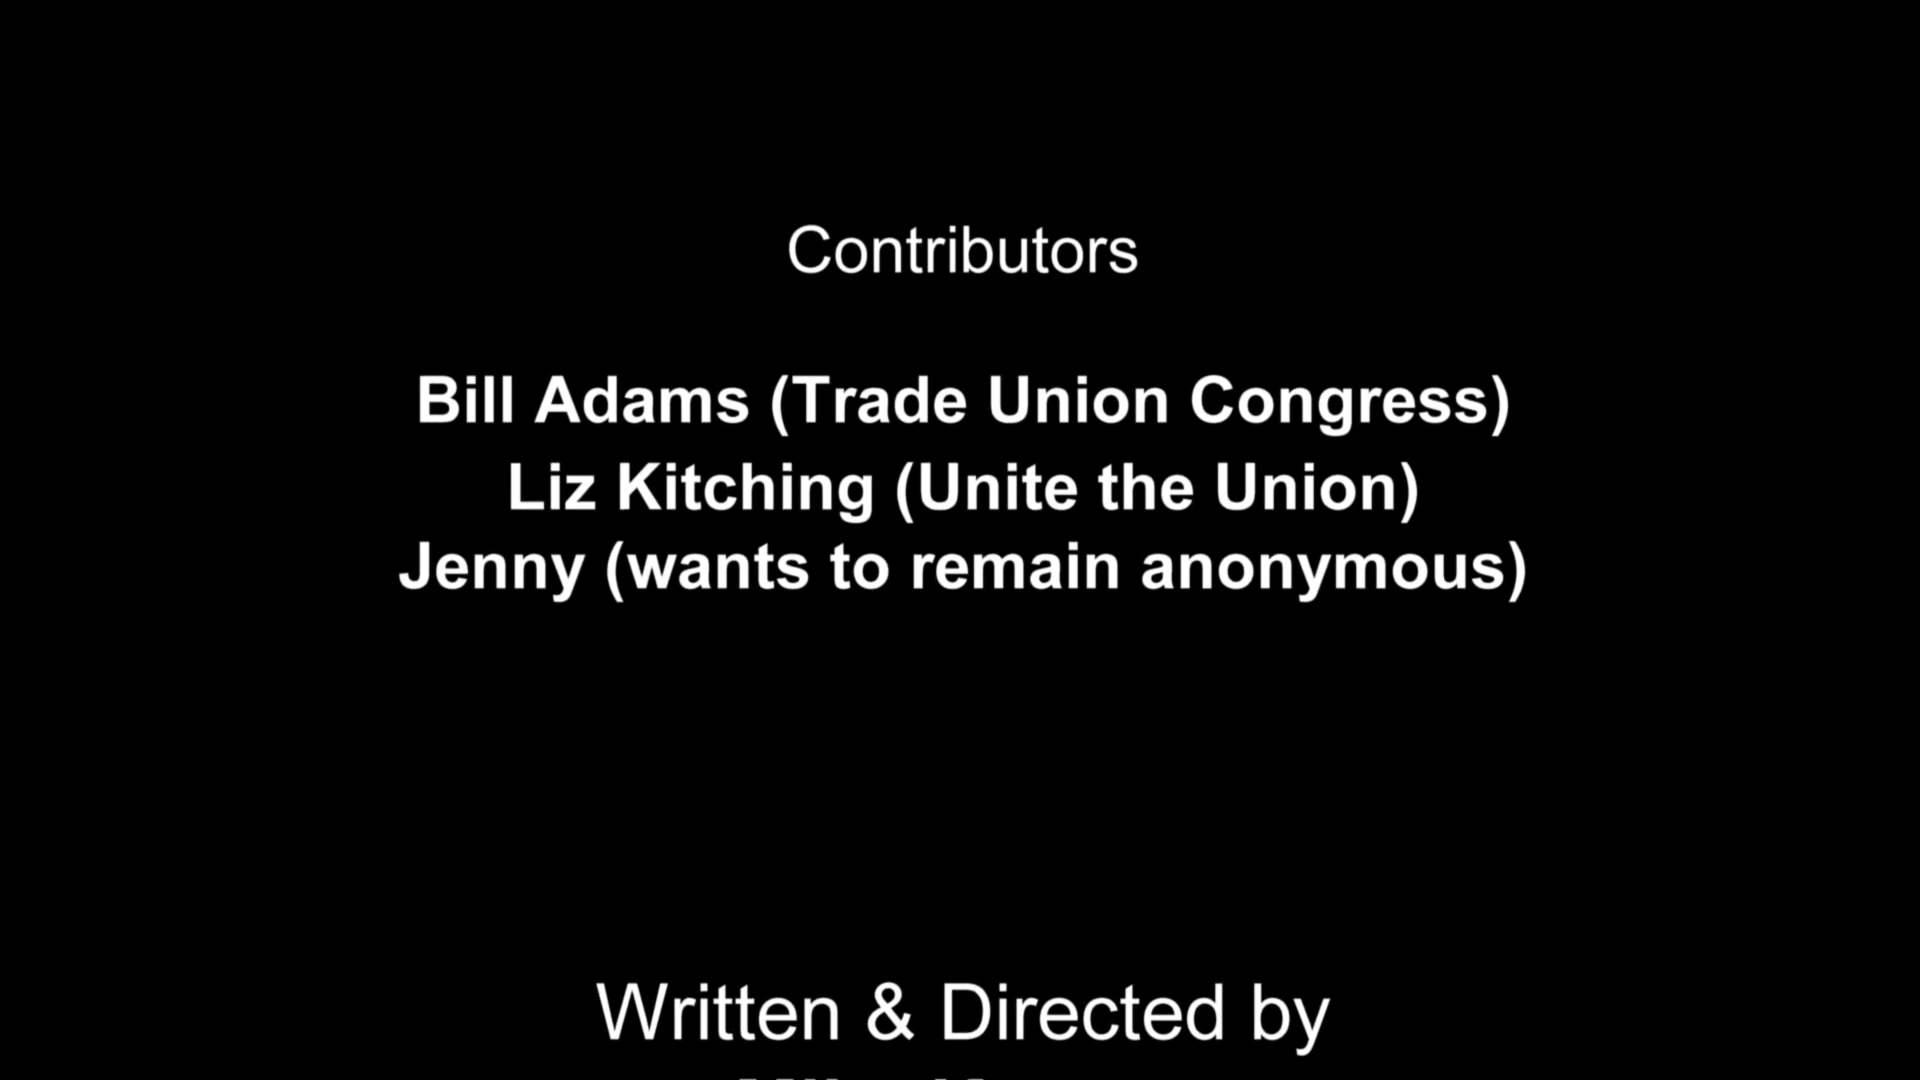 Contributors
Bill Adams (Trade Union Congress)
Liz Kitching (Unite the Union)
Jenny (wants to remain anonymous)
Written & Directed by